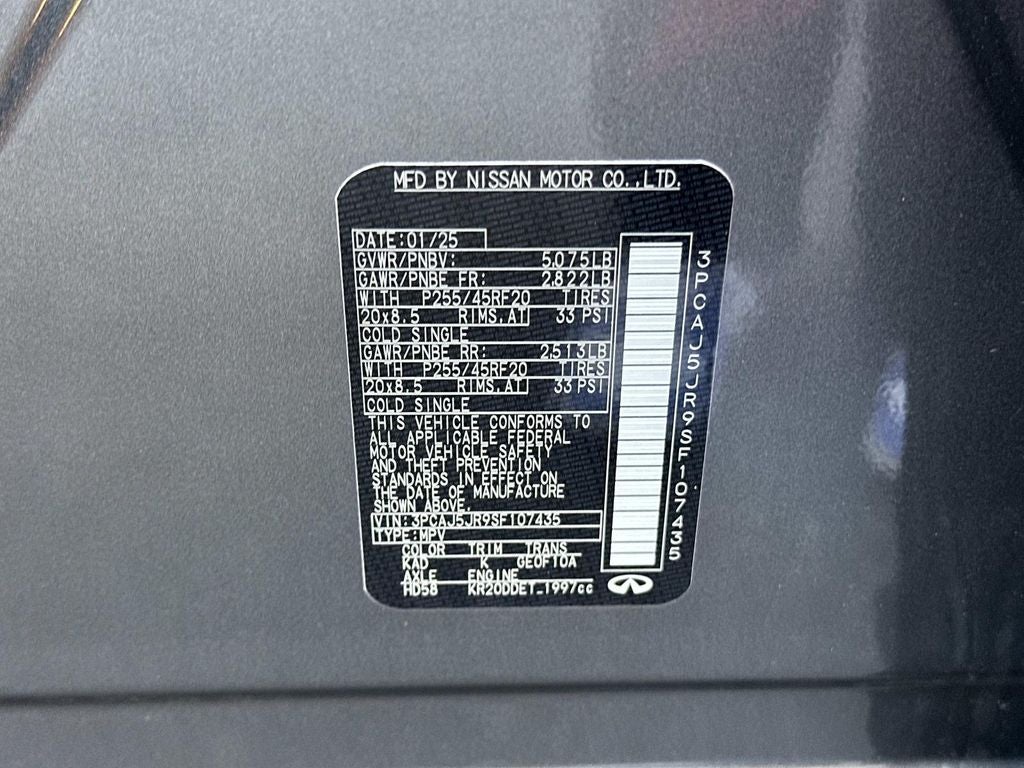 MFD BY NISSAN MOTOR CO.,LTD.
DATE:01/25
GVWR/PNBV: 5,075LB
GAWR/PNBE FR: 2,822LB
WITH P255/45RF20 TIRES
20x8.5 RIMS,AT 33 PSI
COLD SINGLE
GAWR/PNBE RR: 2,513LB
WITH P255/45RF20 TIRES
20x8.5 RIMS,AT 33 PSI
COLD SINGLE
THIS VEHICLE CONFORMS TO
ALL APPLICABLE FEDERAL
MOTOR VEHICLE SAFETY
AND THEFT PREVENTION
STANDARDS IN EFFECT ON
THE DATE OF MANUFACTURE
SHOWN ABOVE.
VIN:3PCAJ5JR9SF107435
TYPE:MPV
COLOR TRIM TRANS
KAD K GE0F10A
AXLE ENGINE
HD58 KR20DDET-1997cc
3PCAJ5JR9SF107435